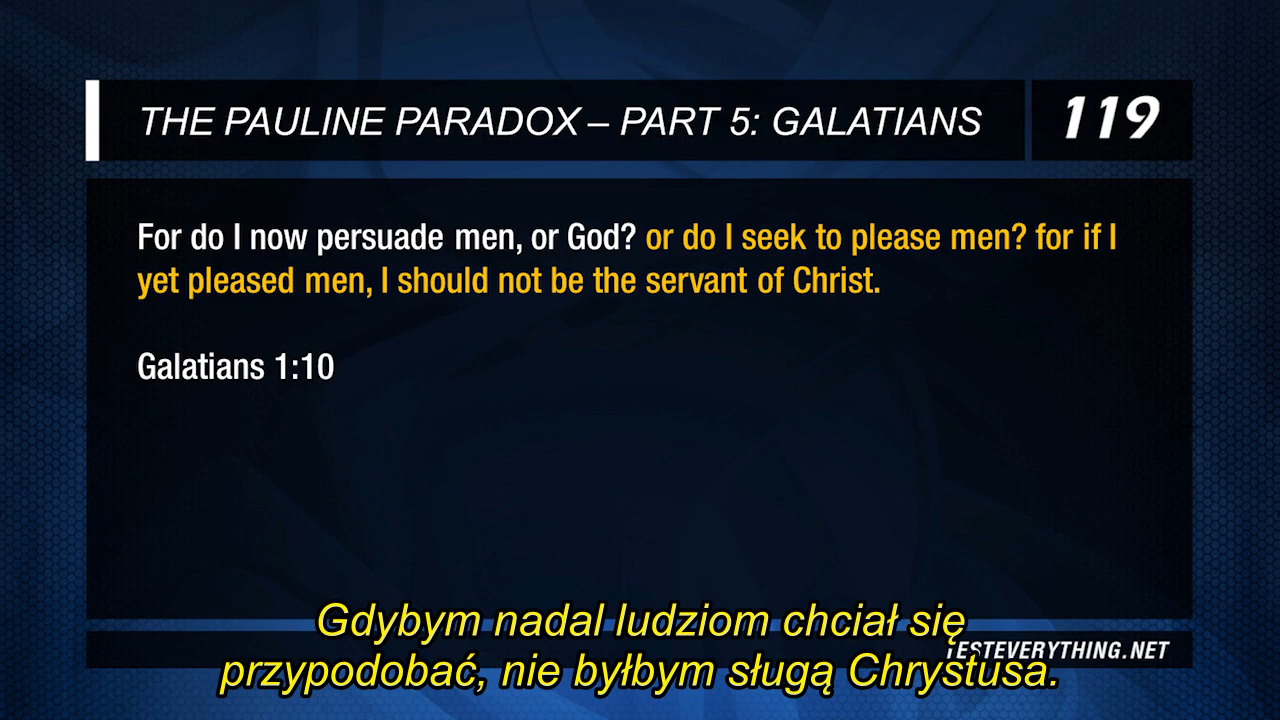 THE PAULINE PARADOX – PART 5: GALATIANS
119
For do I now persuade men, or God? or do I seek to please men? for if I
yet pleased men, I should not be the servant of Christ.
Galatians 1:10
Gdybym nadal ludziom chciał się
przypodobać, nie byłbym sługą Chrystusa.
TESTEVERYTHING.NET